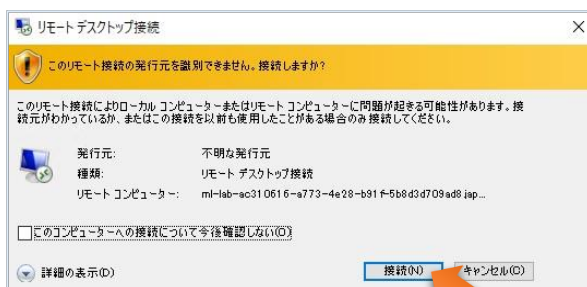 リモート デスクトップ接続
このリモート接続の発行元を識別できません。接続しますか?
このリモート接続によりローカル コンピューターまたはリモート コンピューターに問題が起きる可能性があります。接
続元がわかっているか、またはこの接続を以前も使用したことがある場合のみ接続してください。
発行元: 不明な発行元
種類: リモート デスクトップ接続
リモート コンピューター: ml-lab-ac310616-a773-4e28-b91f-5b8d3d709ad8.jap...
このコンピューターへの接続について今後確認しない(O)
詳細の表示(D) 接続(N) キャンセル(C)